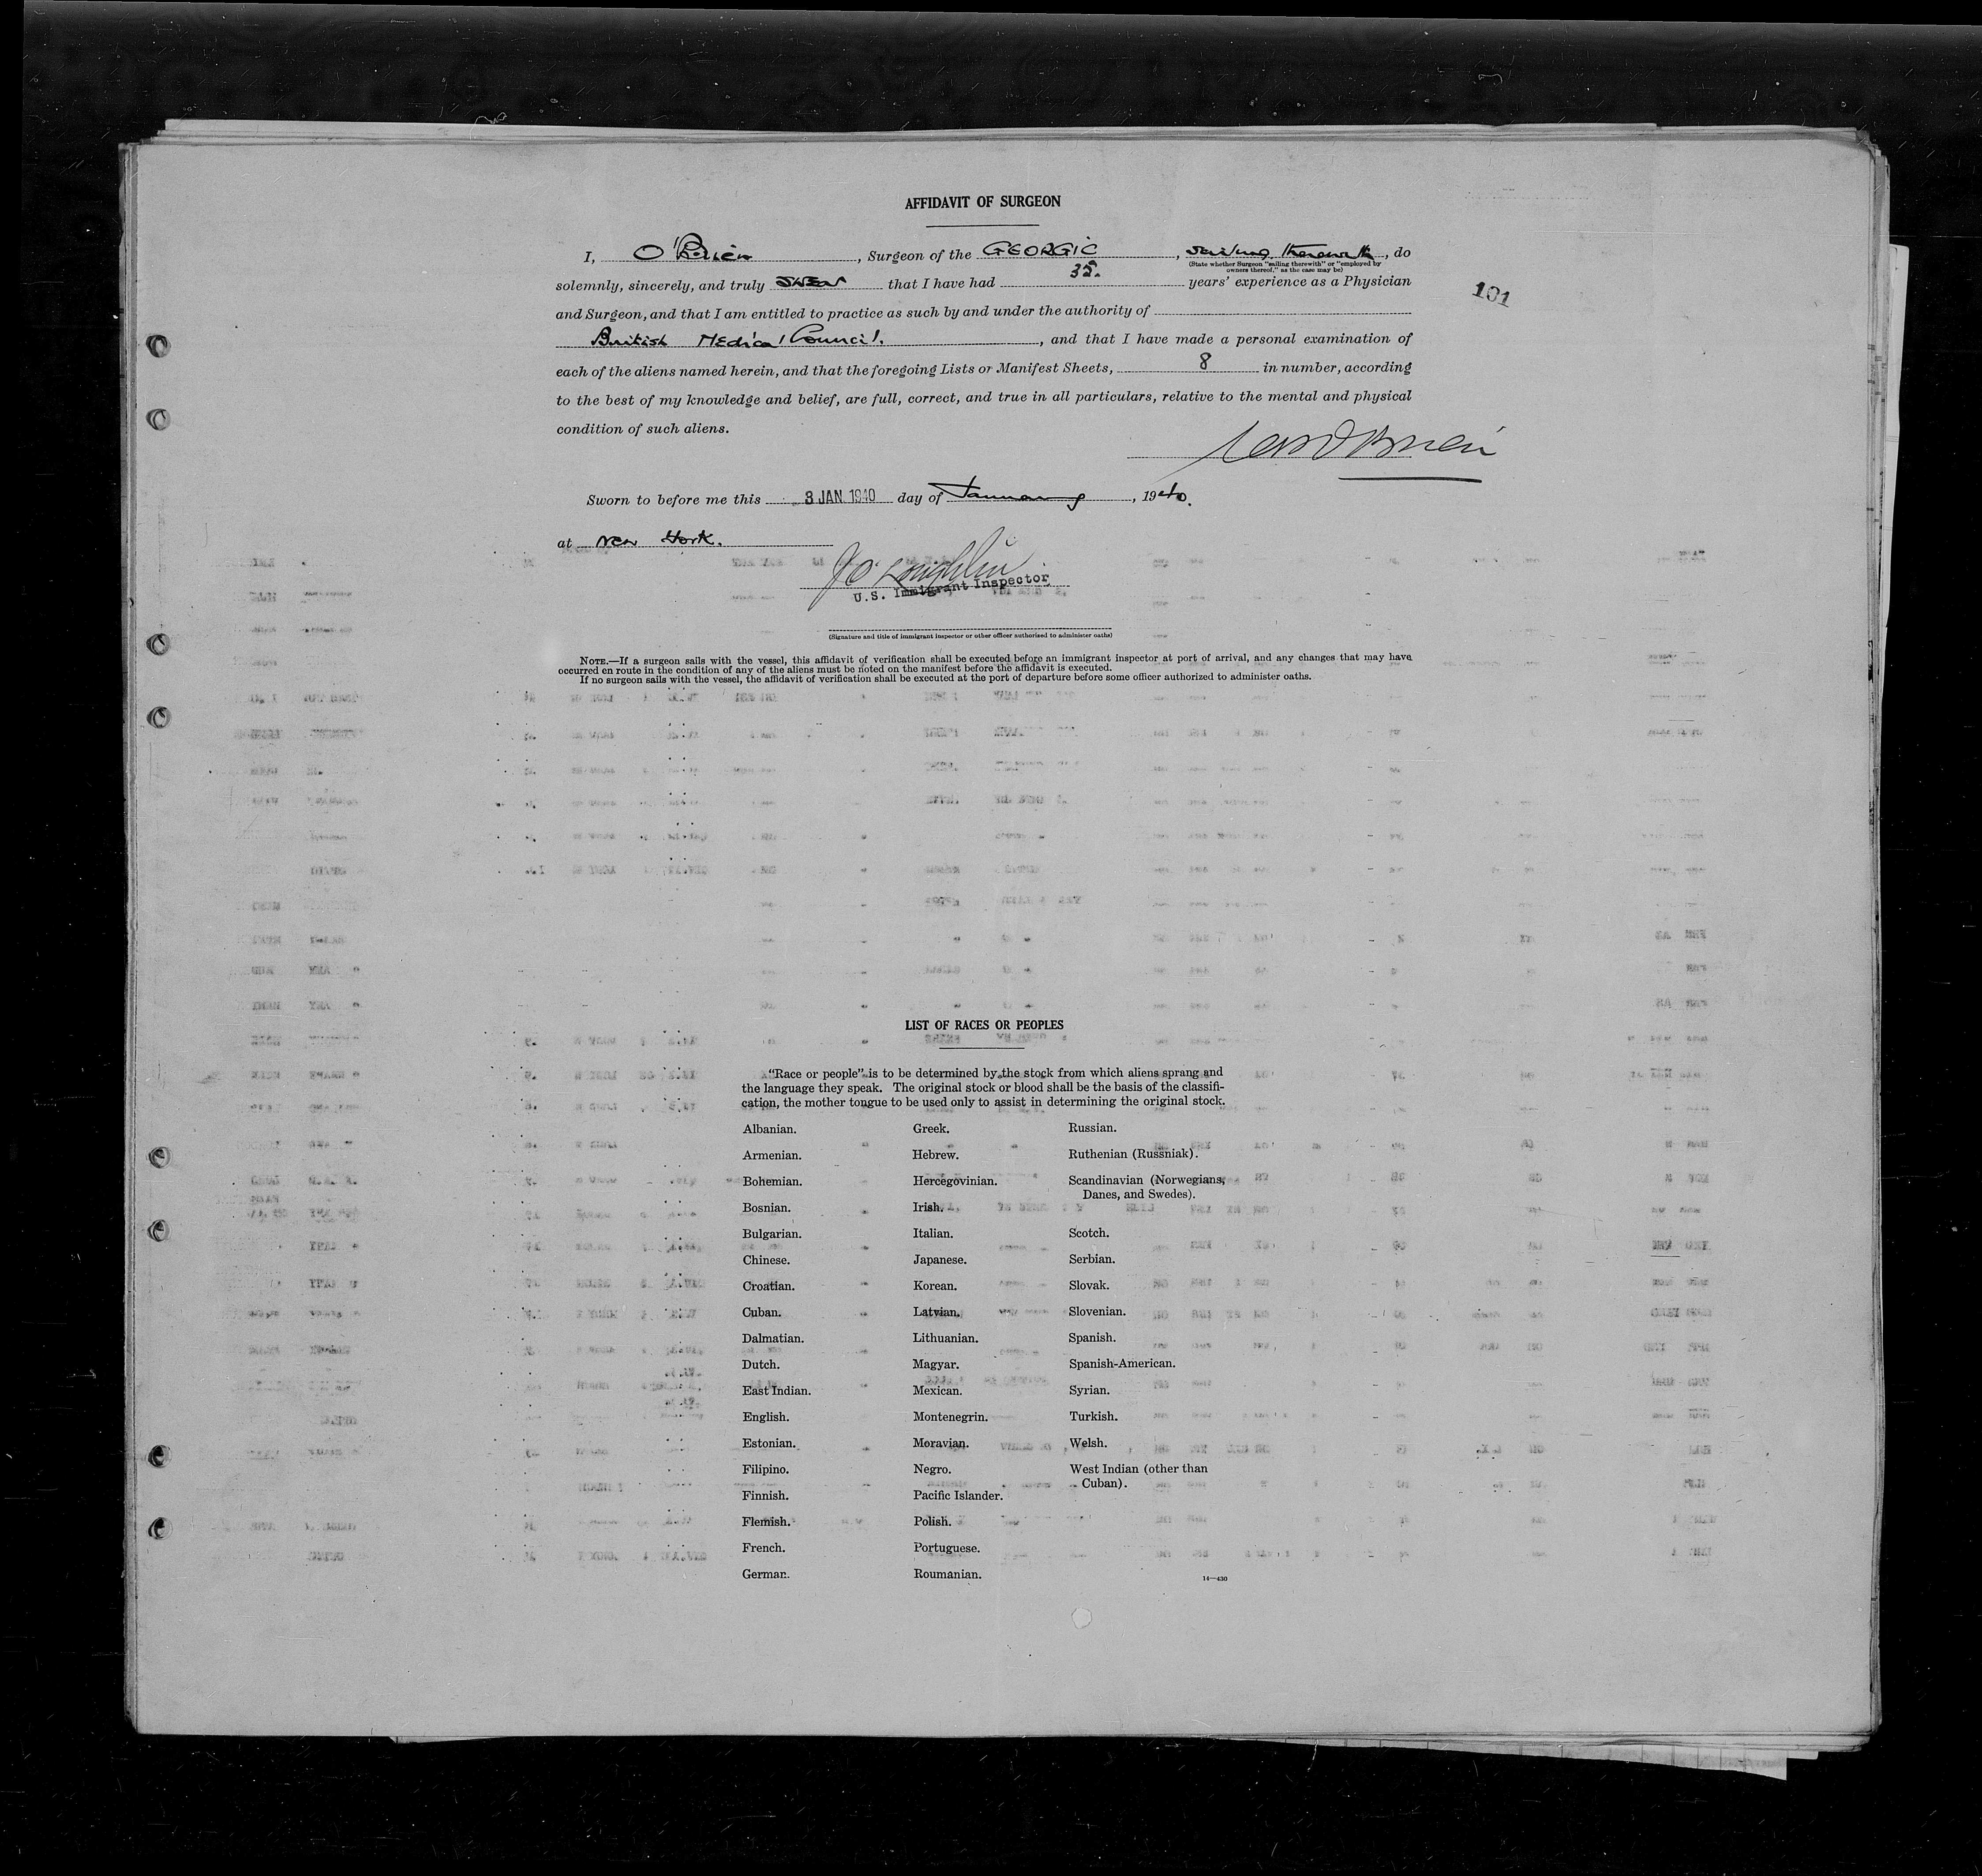 AFFIDAVIT OF SURGEON
I, O'Brien, Surgeon of the GEORGIC, sailing therewith, do
(State whether Surgeon "sailing therewith" or "employed by
owners thereof," as the case may be)
solemnly, sincerely, and truly swear that I have had 35. years' experience as a Physician
101
and Surgeon, and that I am entitled to practice as such by and under the authority of
British Medical Council., and that I have made a personal examination of
each of the aliens named herein, and that the foregoing Lists or Manifest Sheets, 8 in number, according
to the best of my knowledge and belief, are full, correct, and true in all particulars, relative to the mental and physical
condition of such aliens.
O'Brien
Sworn to before me this 3 JAN 1940 day of January, 1940.
at New York.
J O'Loughlin
U.S. Immigrant Inspector
(Signature and title of immigrant inspector or other officer authorized to administer oaths)
NOTE.—If a surgeon sails with the vessel, this affidavit of verification shall be executed before an immigrant inspector at port of arrival, and any changes that may have
occurred en route in the condition of any of the aliens must be noted on the manifest before the affidavit is executed.
If no surgeon sails with the vessel, the affidavit of verification shall be executed at the port of departure before some officer authorized to administer oaths.
LIST OF RACES OR PEOPLES
"Race or people" is to be determined by the stock from which aliens sprang and
the language they speak. The original stock or blood shall be the basis of the classifi-
cation, the mother tongue to be used only to assist in determining the original stock.
Albanian.
Armenian.
Bohemian.
Bosnian.
Bulgarian.
Chinese.
Croatian.
Cuban.
Dalmatian.
Dutch.
East Indian.
English.
Estonian.
Filipino.
Finnish.
Flemish.
French.
German.
Greek.
Hebrew.
Hercegovinian.
Irish.
Italian.
Japanese.
Korean.
Latvian.
Lithuanian.
Magyar.
Mexican.
Montenegrin.
Moravian.
Negro.
Pacific Islander.
Polish.
Portuguese.
Roumanian.
Russian.
Ruthenian (Russniak).
Scandinavian (Norwegians,
Danes, and Swedes).
Scotch.
Serbian.
Slovak.
Slovenian.
Spanish.
Spanish-American.
Syrian.
Turkish.
Welsh.
West Indian (other than
Cuban).
14—430